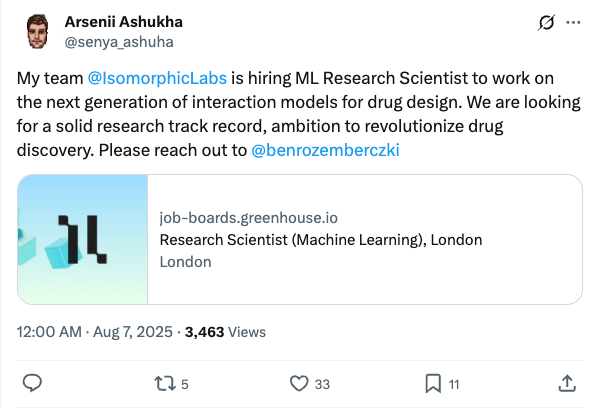 Arsenii Ashukha
@senya_ashuha
My team @IsomorphicLabs is hiring ML Research Scientist to work on
the next generation of interaction models for drug design. We are looking
for a solid research track record, ambition to revolutionize drug
discovery. Please reach out to @benrozemberczki
job-boards.greenhouse.io
Research Scientist (Machine Learning), London
London
12:00 AM · Aug 7, 2025 · 3,463 Views
5 33 11